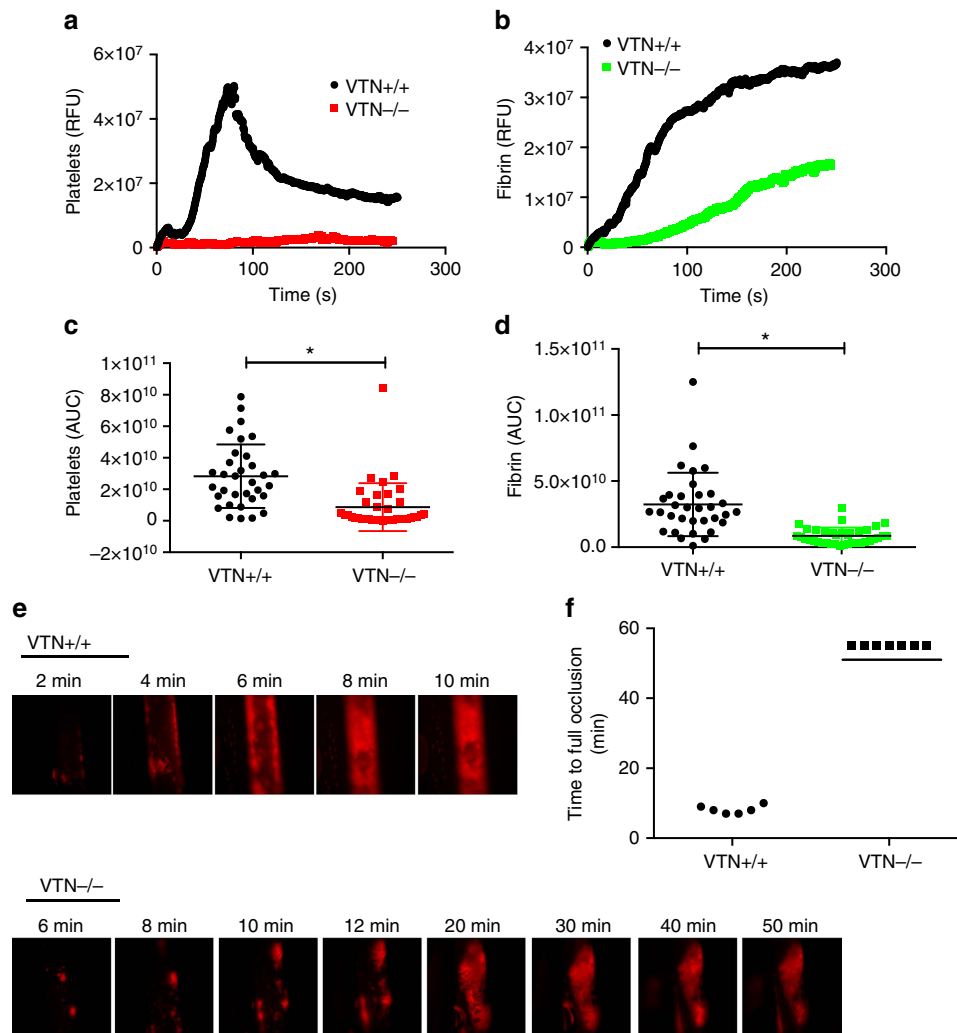 a
6×10⁷
4×10⁷
2×10⁷
0
Platelets (RFU)
VTN+/+
VTN−/−
0 100 200 300
Time (s)
b
4×10⁷
3×10⁷
2×10⁷
1×10⁷
0
Fibrin (RFU)
VTN+/+
VTN−/−
0 100 200 300
Time (s)
c
1×10¹¹
8×10¹⁰
6×10¹⁰
4×10¹⁰
2×10¹⁰
0
−2×10¹⁰
Platelets (AUC)
*
VTN+/+ VTN−/−
d
1.5×10¹¹
1.0×10¹¹
5.0×10¹⁰
0.0
Fibrin (AUC)
*
VTN+/+ VTN−/−
e
VTN+/+
2 min 4 min 6 min 8 min 10 min
VTN−/−
6 min 8 min 10 min 12 min 20 min 30 min 40 min 50 min
f
60
40
20
0
Time to full occlusion
(min)
VTN+/+ VTN−/−